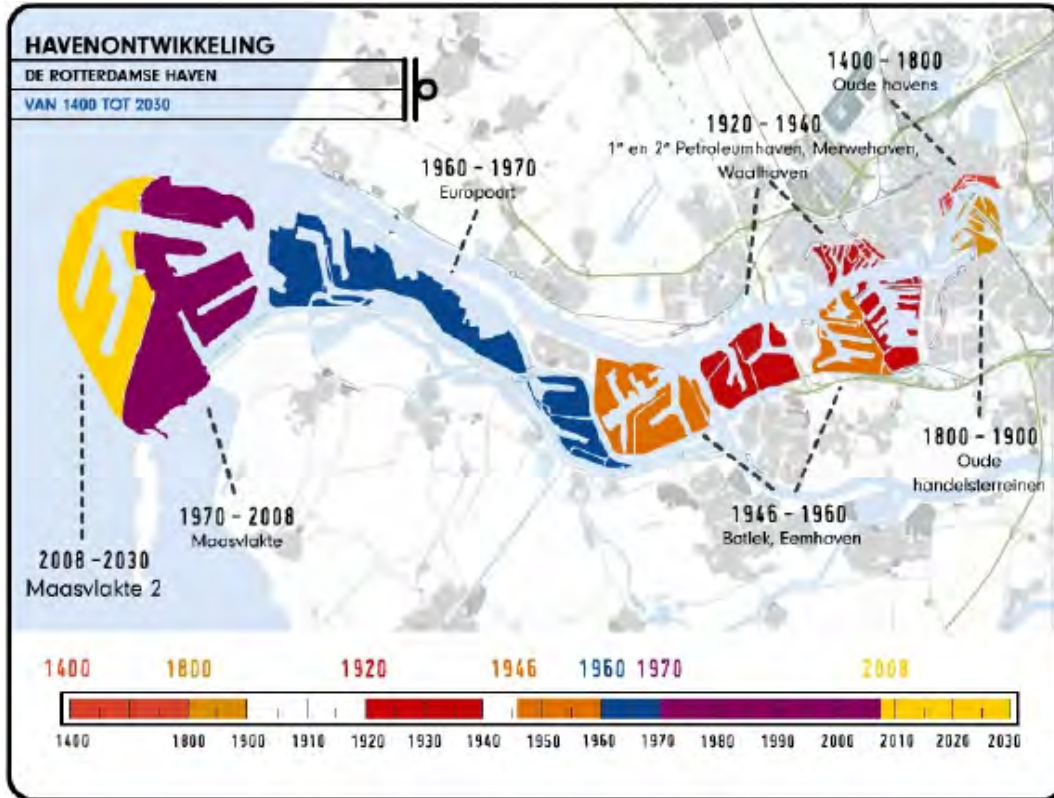 HAVENONTWIKKELING
DE ROTTERDAMSE HAVEN
VAN 1400 TOT 2030
1400 - 1800
Oude havens
1920 - 1940
1e en 2e Petroleumhaven, Merwehaven,
Waalhaven
1960 - 1970
Europoort
1800 - 1900
Oude
handelsterreinen
1946 - 1960
Botlek, Eemhaven
1970 - 2008
Maasvlakte
2008 - 2030
Maasvlakte 2
1400 1800 1920 1946 1960 1970 2008
1400 1800 1900 1910 1920 1930 1940 1950 1960 1970 1980 1990 2000 2010 2020 2030